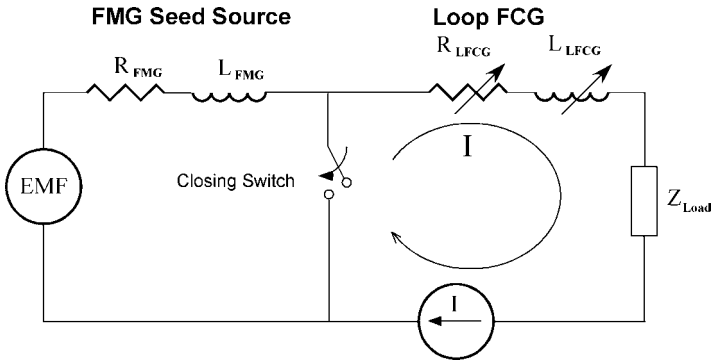 FMG Seed Source
Loop FCG
R FMG
L FMG
R LFCG
L LFCG
I
Closing Switch
EMF
Z Load
I